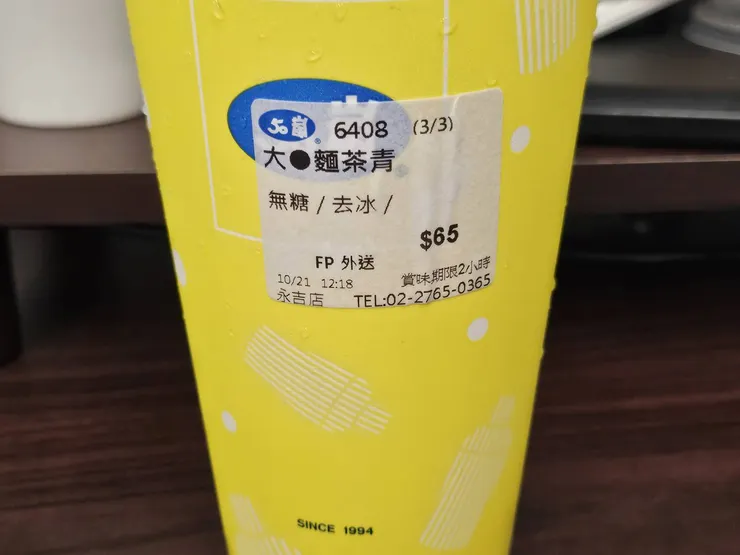 50嵐® 6408 (3/3)
大●麵茶青
無糖 / 去冰 /
$65
FP 外送
10/21 12:18 賞味期限2小時
永吉店 TEL:02-2765-0365
SINCE 1994